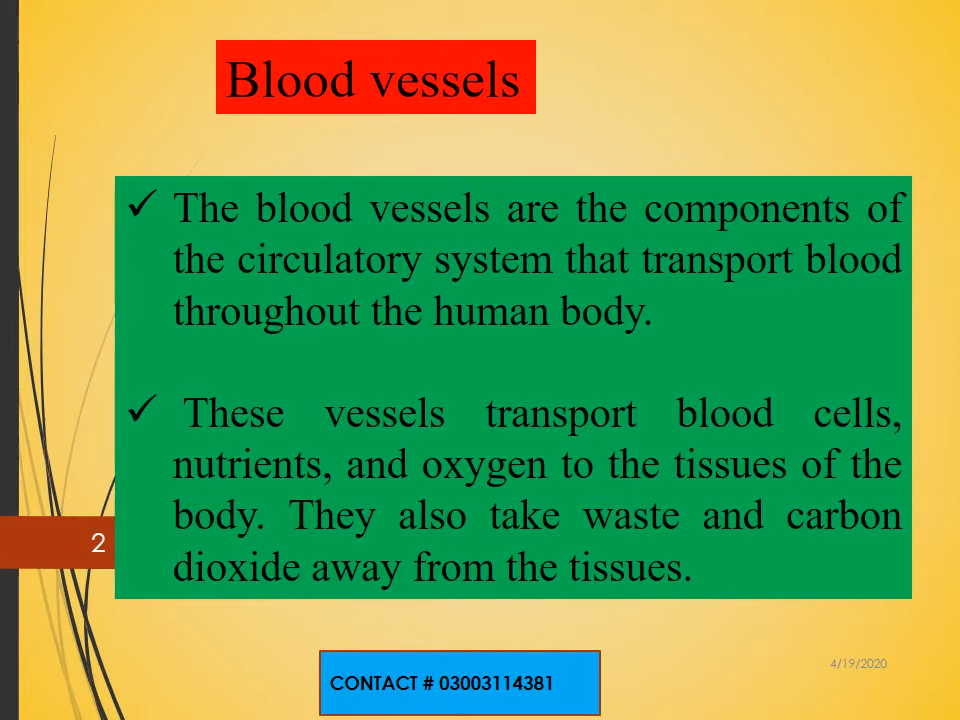 Blood vessels
✓ The blood vessels are the components of
the circulatory system that transport blood
throughout the human body.
✓ These vessels transport blood cells,
nutrients, and oxygen to the tissues of the
body. They also take waste and carbon
dioxide away from the tissues.
2
4/19/2020
CONTACT # 03003114381